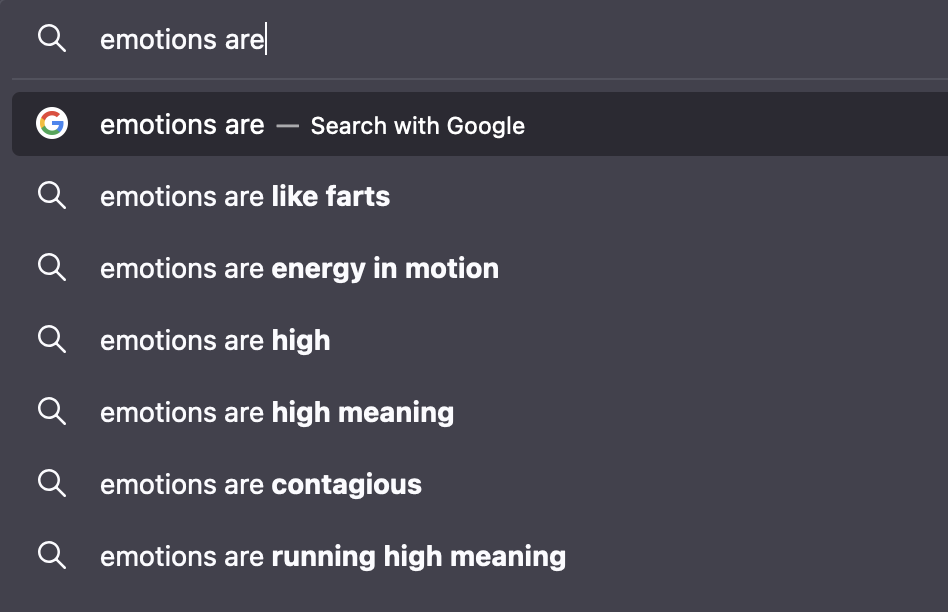 emotions are
emotions are — Search with Google
emotions are like farts
emotions are energy in motion
emotions are high
emotions are high meaning
emotions are contagious
emotions are running high meaning